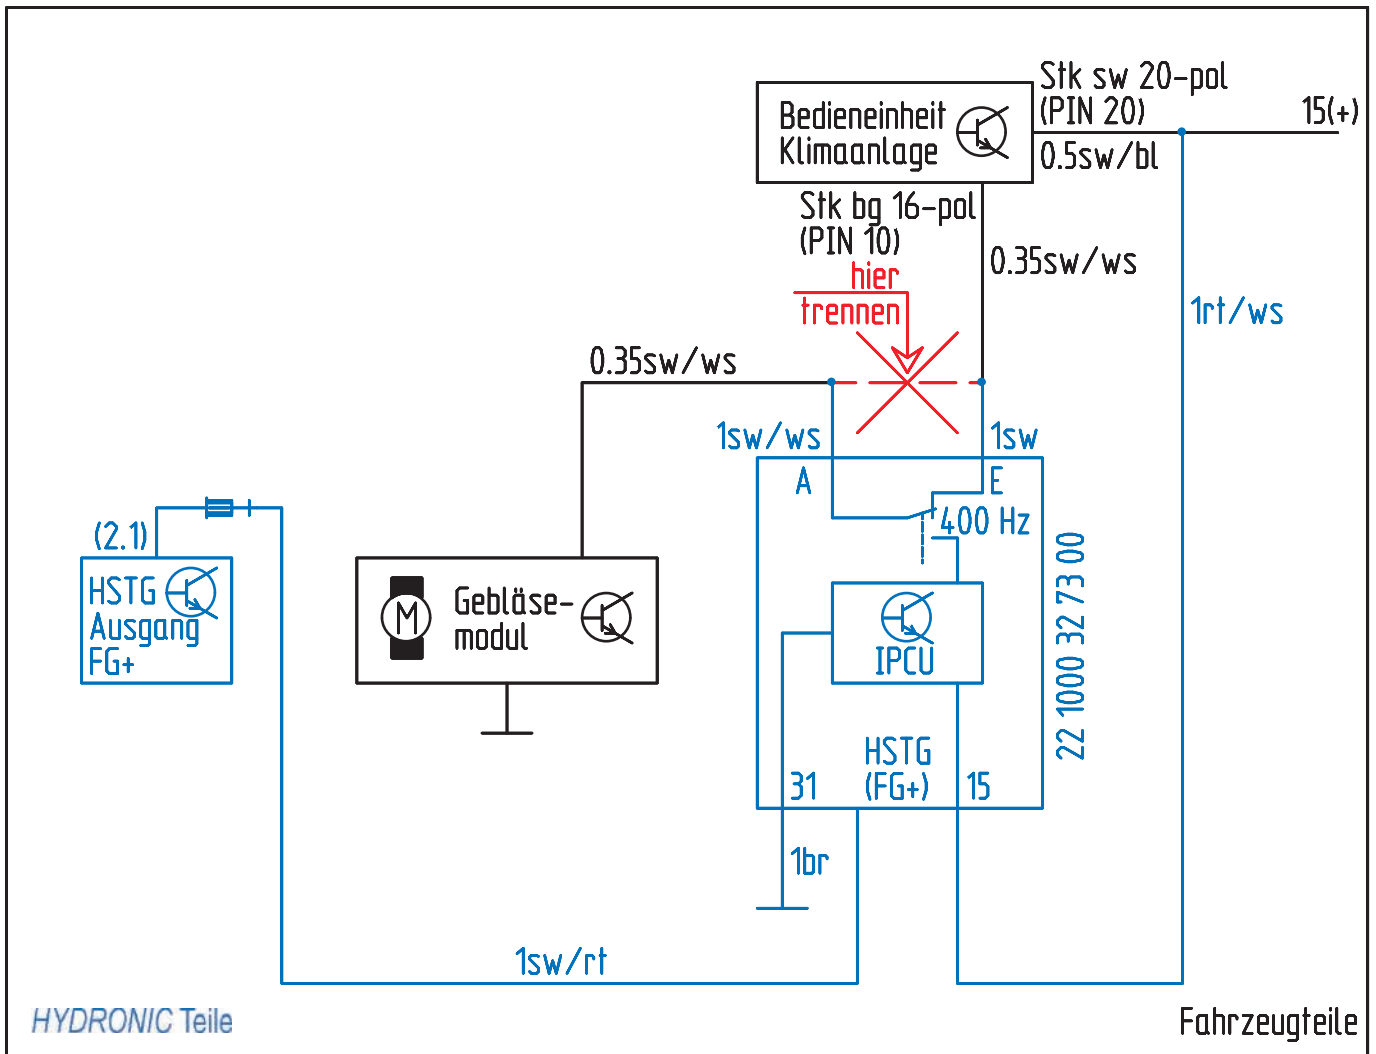 Stk sw 20-pol
(PIN 20)
15(+)
Bedieneinheit
Klimaanlage
0.5sw/bl
Stk bg 16-pol
(PIN 10)
0.35sw/ws
hier
trennen
1rt/ws
0.35sw/ws
1sw/ws
1sw
A
E
400 Hz
(2.1)
HSTG
Ausgang
FG+
M
Gebläse-
modul
IPCU
22 1000 32 73 00
HSTG
(FG+)
31
15
1br
1sw/rt
HYDRONIC Teile
Fahrzeugteile